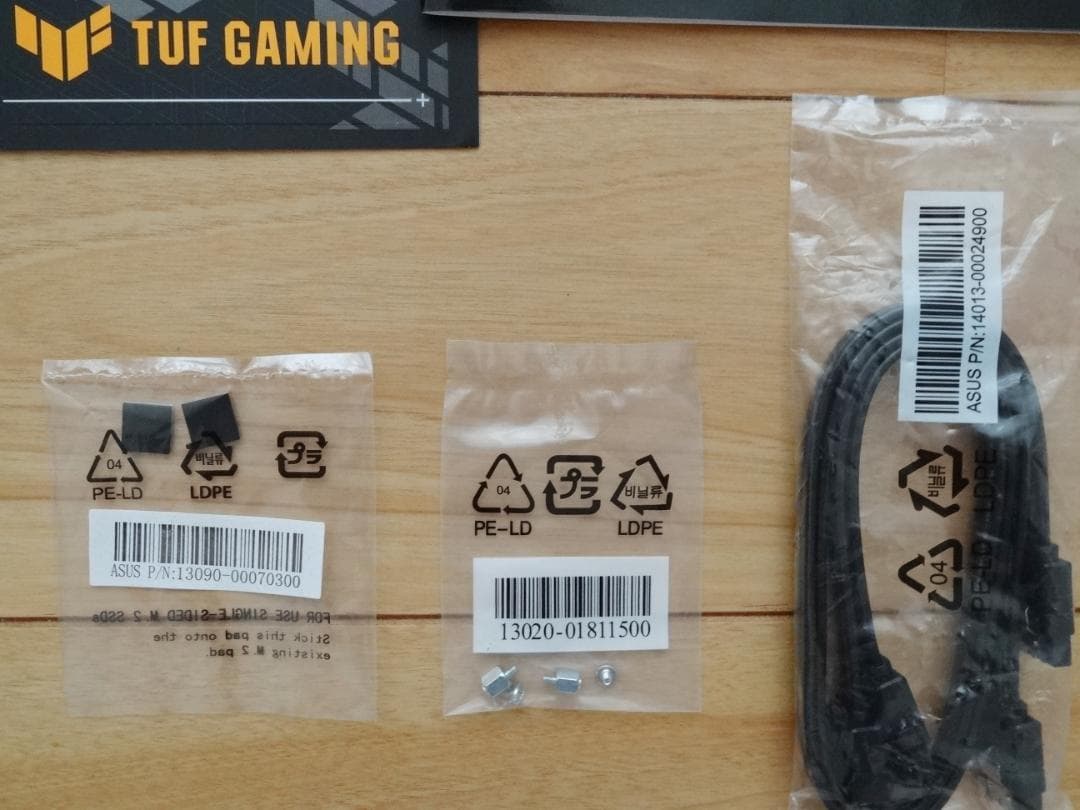 TUF GAMING
04
PE-LD
비닐류
LDPE
プラ
ASUS P/N:13090-00070300
FOR USE SINGLE-SIDED M.2 SSDs
Stick this pad onto the
existing M.2 pad.
04
PE-LD
プラ
비닐류
LDPE
13020-01811500
ASUS P/N:14013-00024900
비닐류
LDPE
04
PE-LD